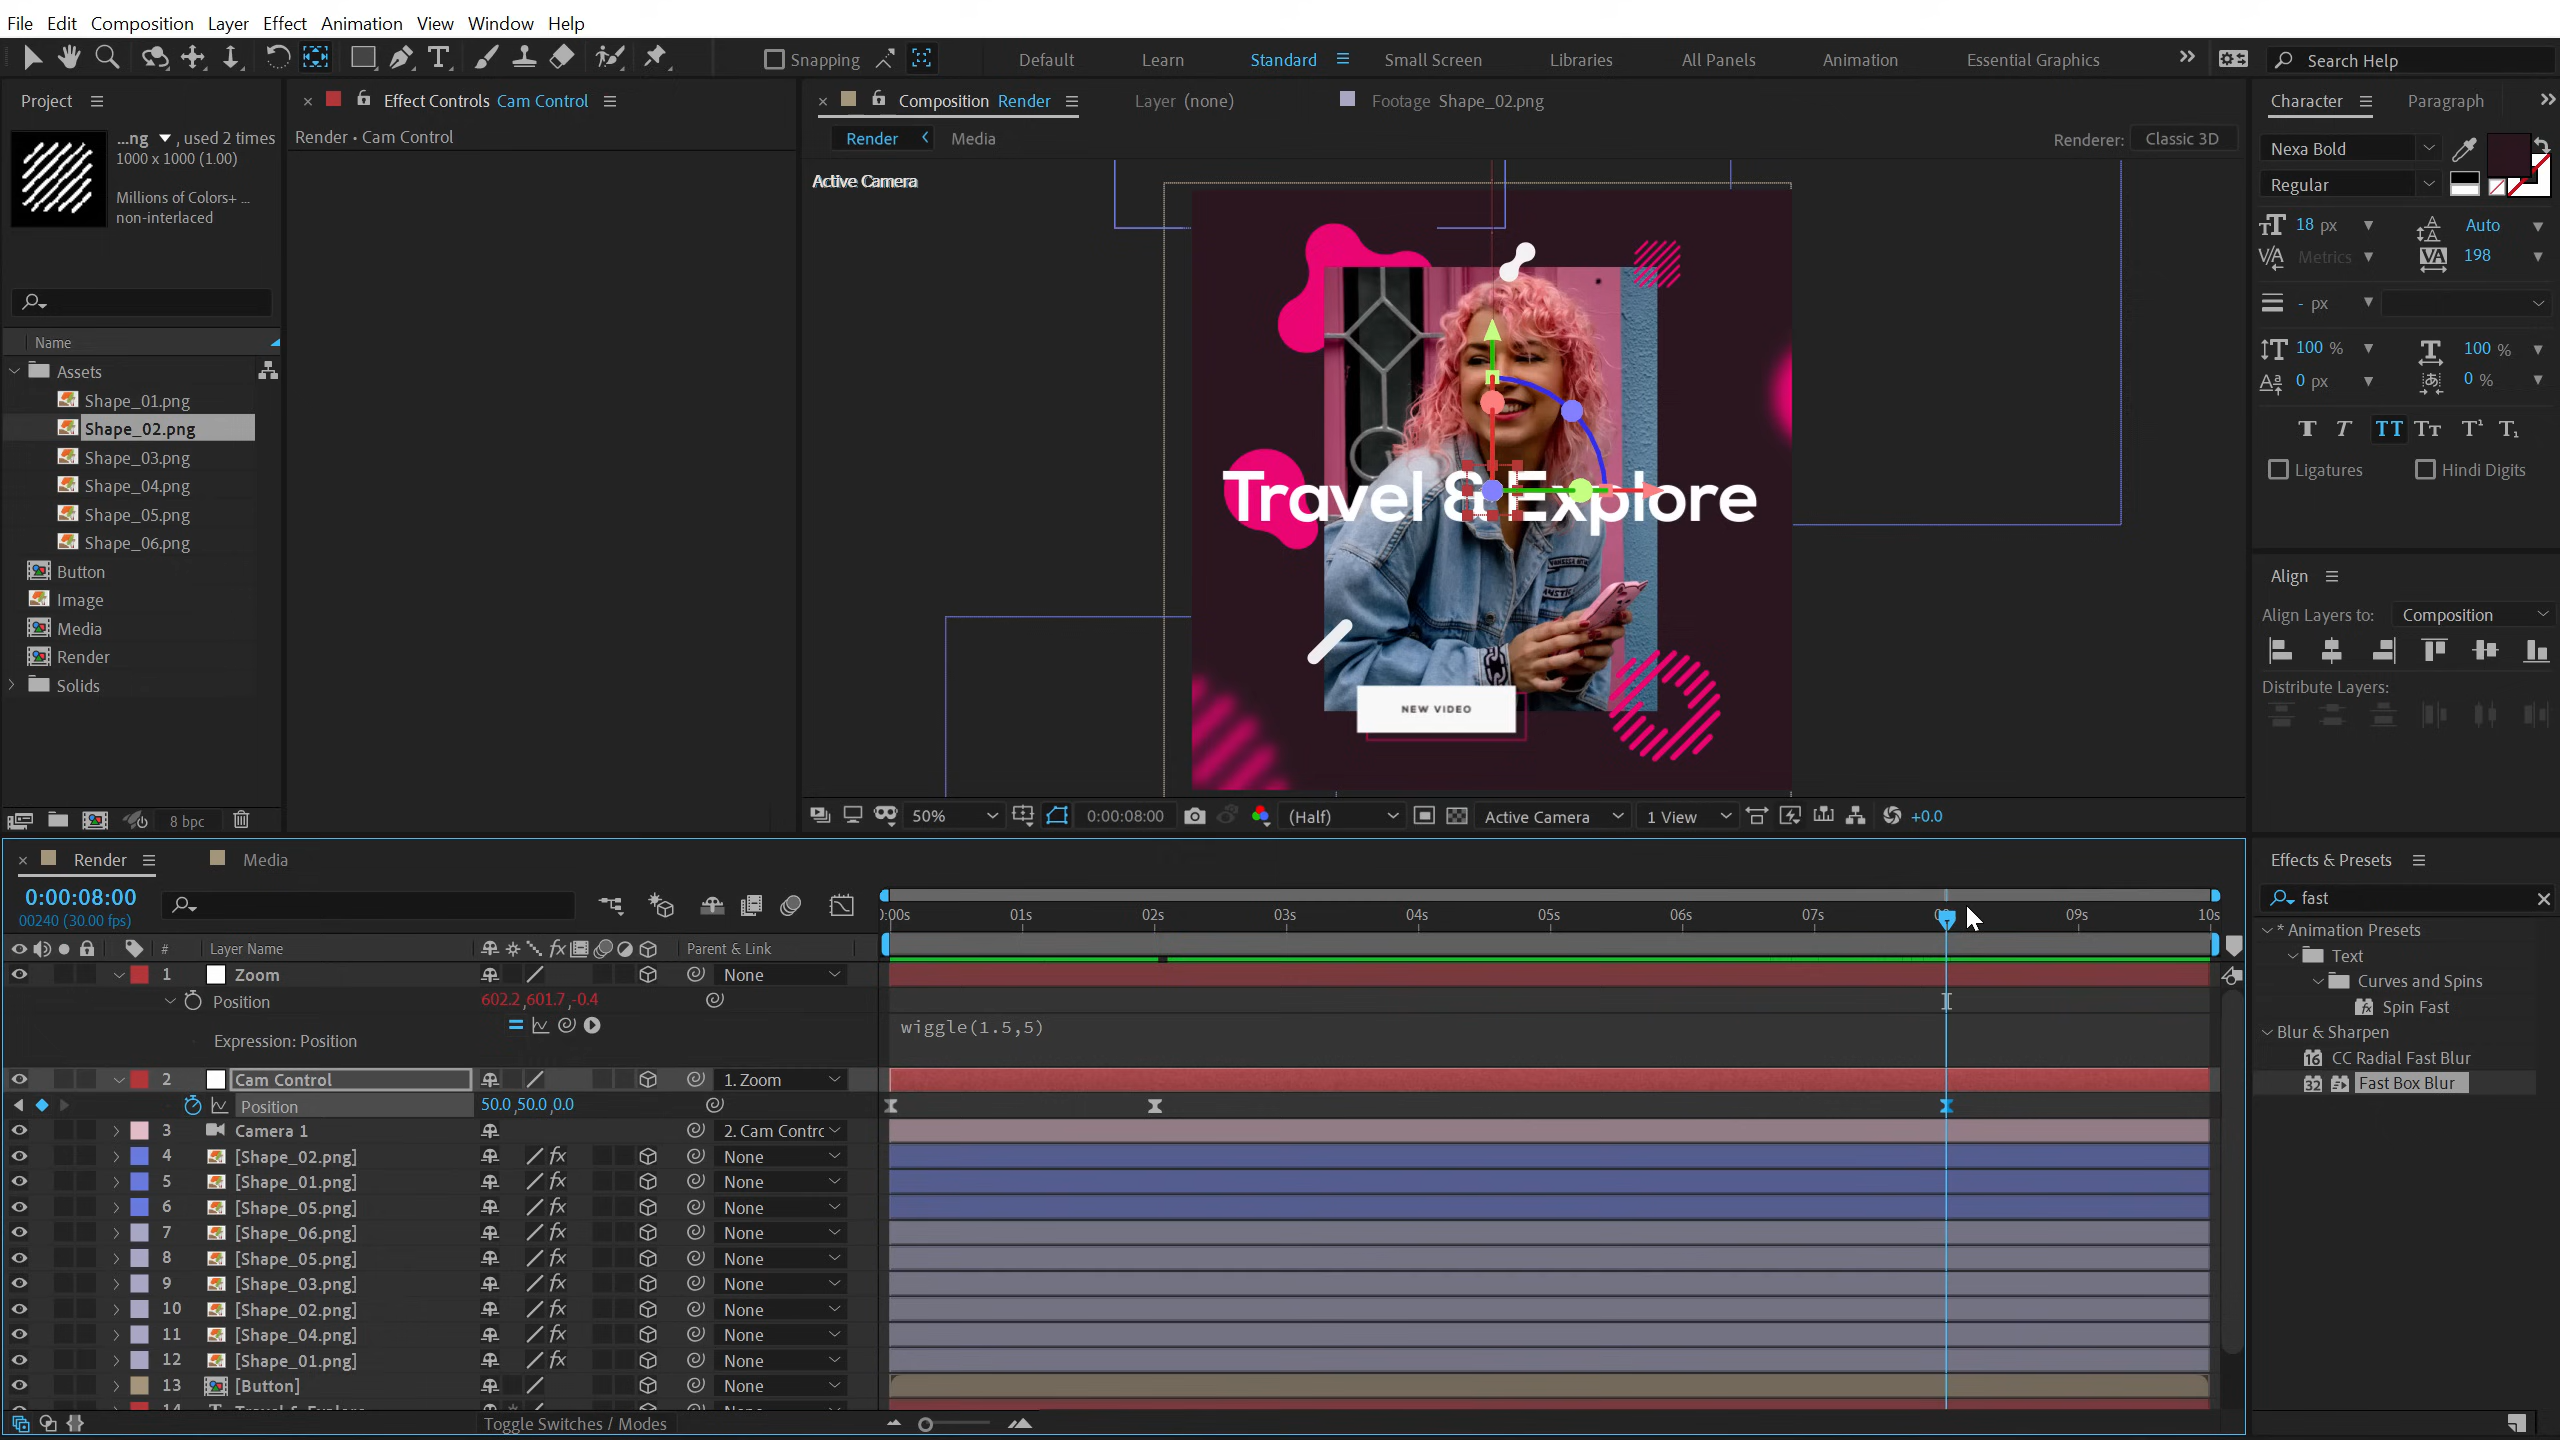 File Edit Composition Layer Effect Animation View Window Help
Snapping Default Learn Standard Small Screen Libraries All Panels Animation Essential Graphics Search Help
Project Effect Controls Cam Control Composition Render Layer (none) Footage Shape_02.png Character Paragraph
...ng , used 2 times
1000 x 1000 (1.00)
Millions of Colors+ ...
non-interlaced
Render • Cam Control
Render Media Renderer: Classic 3D
Active Camera
Nexa Bold
Regular
18 px Auto
Metrics 198
- px
100 % 100 %
0 px 0 %
Ligatures Hindi Digits
Name
Assets
Shape_01.png
Shape_02.png
Shape_03.png
Shape_04.png
Shape_05.png
Shape_06.png
Button
Image
Media
Render
Solids
8 bpc
Travel & Explore
NEW VIDEO
50% 0:00:08:00 (Half) Active Camera 1 View +0.0
Align
Align Layers to: Composition
Distribute Layers:
Render Media
0:00:08:00
00240 (30.00 fps)
:00s 01s 02s 03s 04s 05s 06s 07s 09s 10s
# Layer Name Parent & Link
1 Zoom None
Position 602.2,601.7,-0.4
Expression: Position wiggle(1.5,5)
2 Cam Control 1. Zoom
Position 50.0,50.0,0.0
3 Camera 1 2. Cam Contrc
4 [Shape_02.png] None
5 [Shape_01.png] None
6 [Shape_05.png] None
7 [Shape_06.png] None
8 [Shape_05.png] None
9 [Shape_03.png] None
10 [Shape_02.png] None
11 [Shape_04.png] None
12 [Shape_01.png] None
13 [Button] None
Toggle Switches / Modes
Effects & Presets
fast
* Animation Presets
Text
Curves and Spins
Spin Fast
Blur & Sharpen
16 CC Radial Fast Blur
32 Fast Box Blur